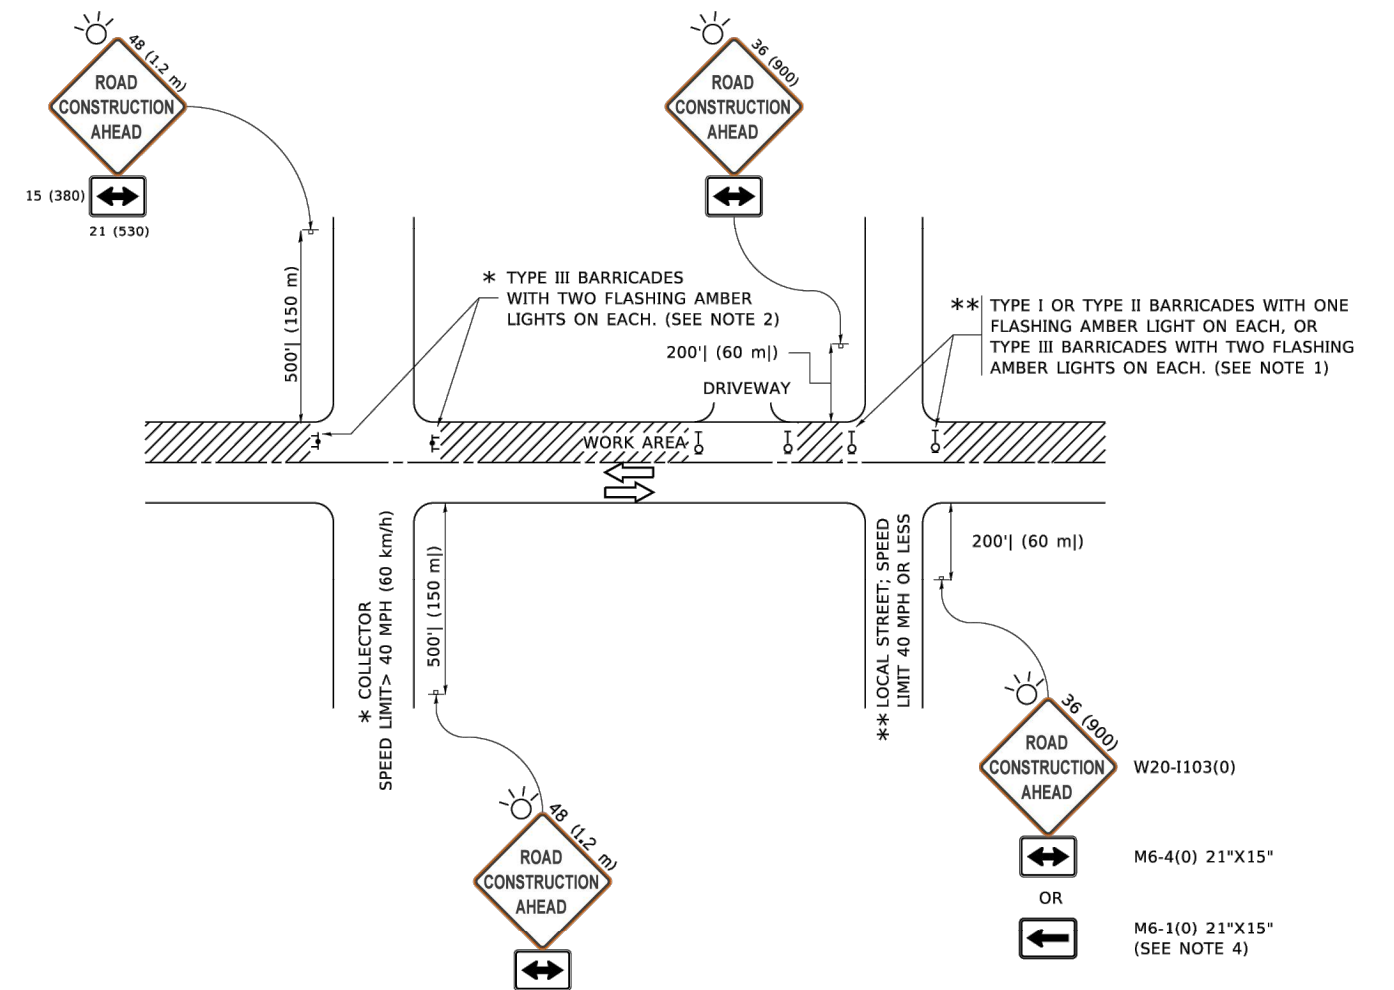 48 (1.2 m)
ROAD
CONSTRUCTION
AHEAD
15 (380)
21 (530)
36 (900)
ROAD
CONSTRUCTION
AHEAD
500'| (150 m)
* TYPE III BARRICADES
WITH TWO FLASHING AMBER
LIGHTS ON EACH. (SEE NOTE 2)
200'| (60 m|)
DRIVEWAY
** TYPE I OR TYPE II BARRICADES WITH ONE
FLASHING AMBER LIGHT ON EACH, OR
TYPE III BARRICADES WITH TWO FLASHING
AMBER LIGHTS ON EACH. (SEE NOTE 1)
WORK AREA
* COLLECTOR
SPEED LIMIT> 40 MPH (60 km/h)
500'| (150 m|)
** LOCAL STREET; SPEED
LIMIT 40 MPH OR LESS
200'| (60 m|)
48 (1.2 m)
ROAD
CONSTRUCTION
AHEAD
36 (900)
ROAD
CONSTRUCTION
AHEAD
W20-I103(0)
M6-4(0) 21"X15"
OR
M6-1(0) 21"X15"
(SEE NOTE 4)